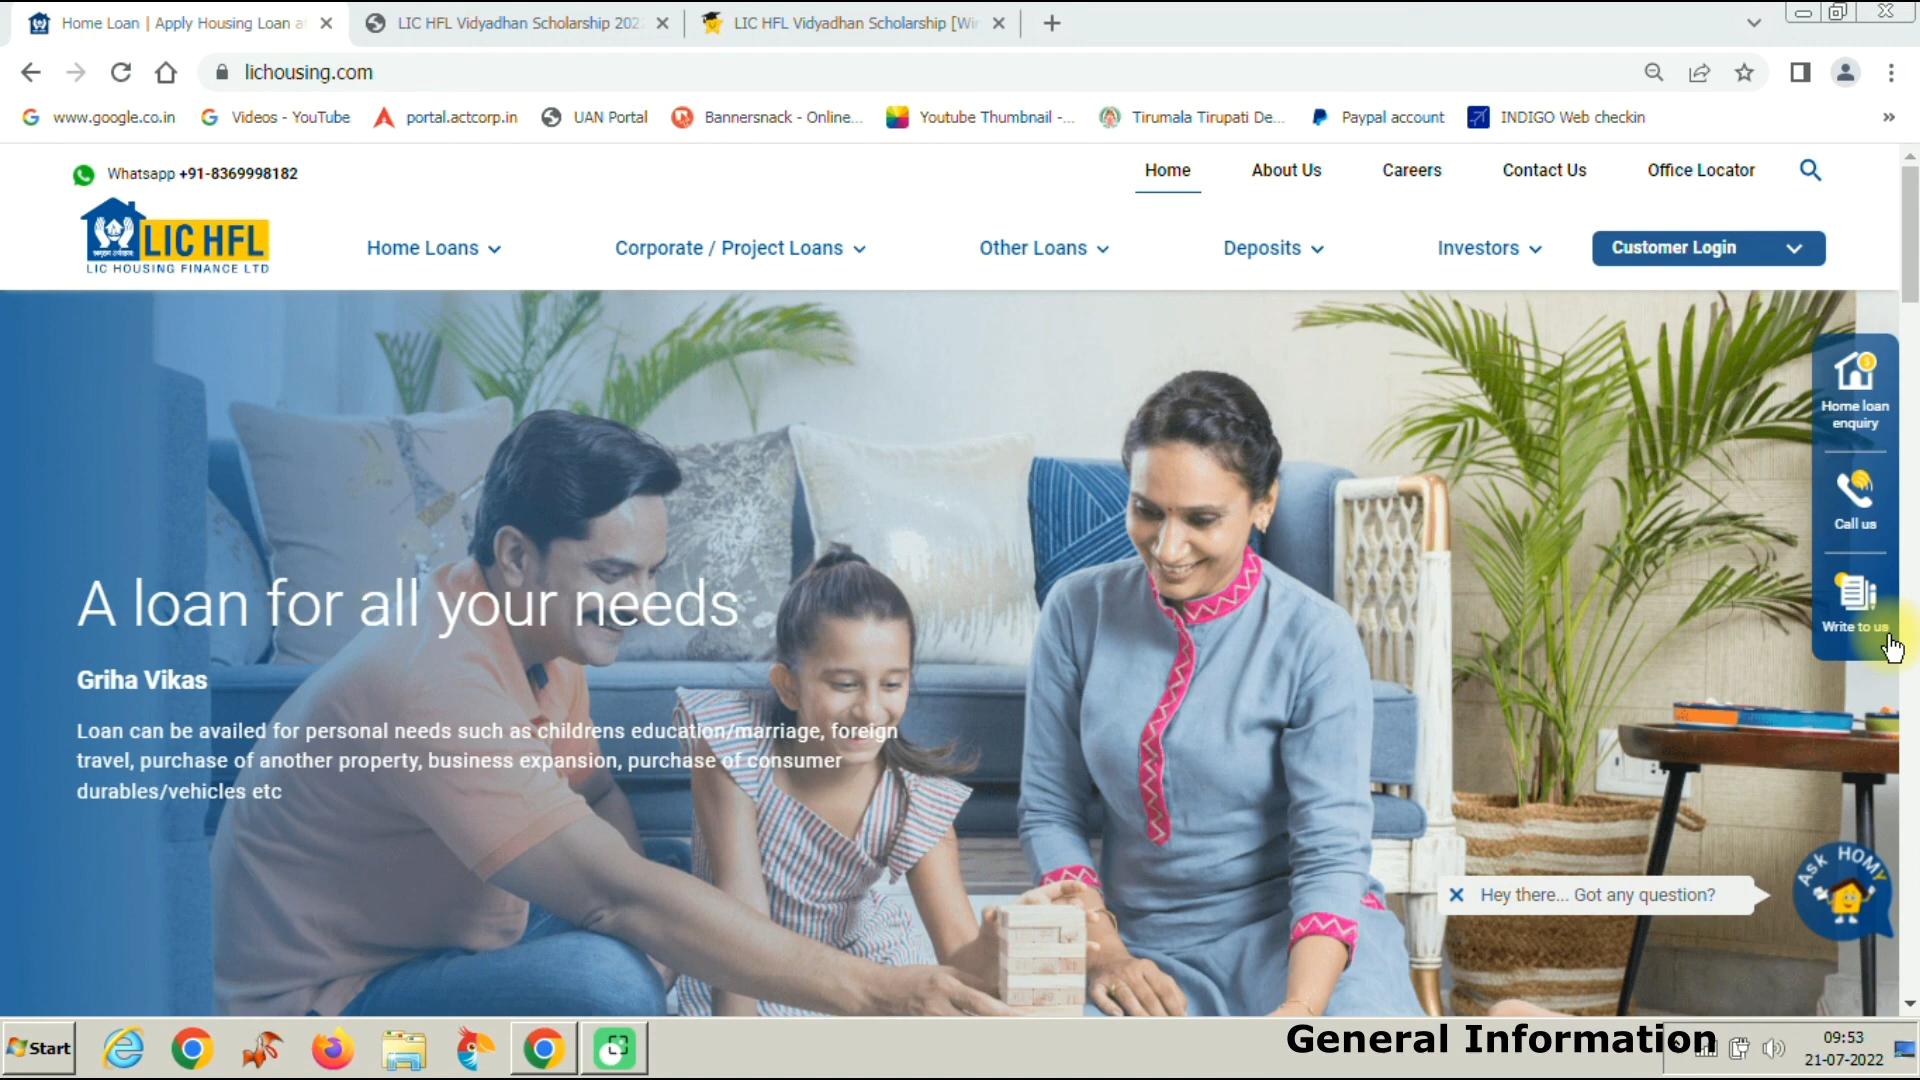 Home Loan | Apply Housing Loan a
LIC HFL Vidyadhan Scholarship 202
LIC HFL Vidyadhan Scholarship [Wi
lichousing.com
www.google.co.in
Videos - YouTube
portal.actcorp.in
UAN Portal
Bannersnack - Online...
Youtube Thumbnail -...
Tirumala Tirupati De...
Paypal account
INDIGO Web checkin
»
Whatsapp +91-8369998182
Home
About Us
Careers
Contact Us
Office Locator
LIC HFL
LIC HOUSING FINANCE LTD
Home Loans
Corporate / Project Loans
Other Loans
Deposits
Investors
Customer Login
Home loan
enquiry
Call us
Write to us
A loan for all your needs
Griha Vikas
Loan can be availed for personal needs such as childrens education/marriage, foreign
travel, purchase of another property, business expansion, purchase of consumer
durables/vehicles etc
Ask HOMY
Hey there... Got any question?
Start
General Information
09:53
21-07-2022